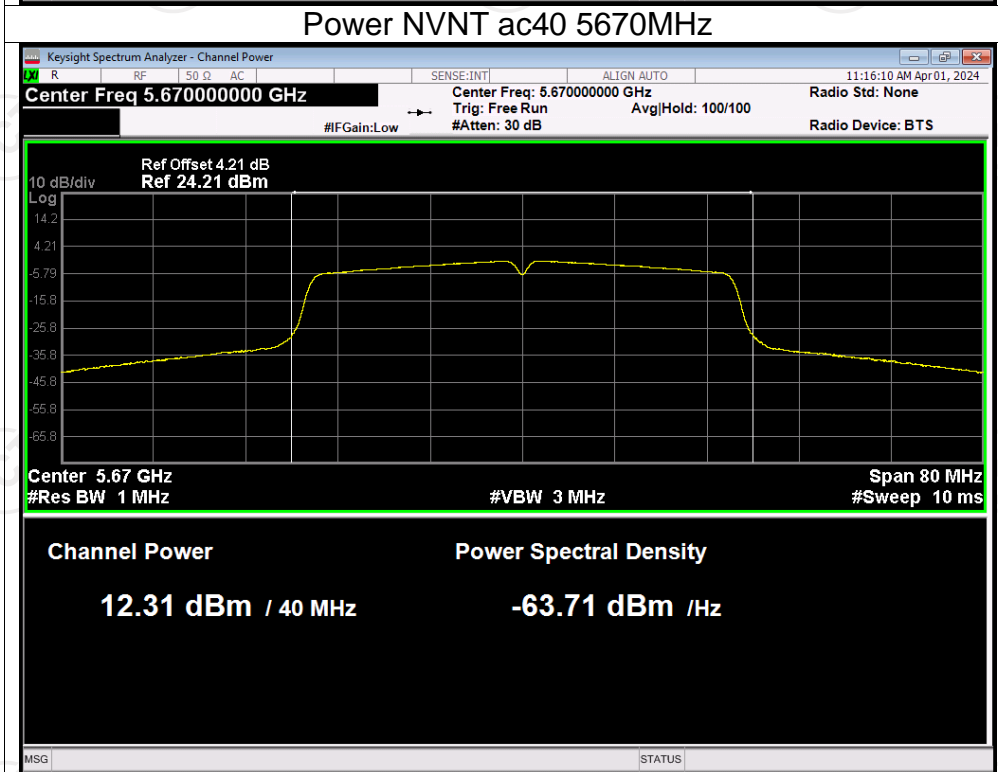 Power NVNT ac40 5670MHz
Keysight Spectrum Analyzer - Channel Power
LXI R RF 50 Ω AC SENSE:INT ALIGN AUTO 11:16:10 AM Apr 01, 2024
Center Freq 5.670000000 GHz Center Freq: 5.670000000 GHz Radio Std: None
Trig: Free Run Avg|Hold: 100/100
#IFGain:Low #Atten: 30 dB Radio Device: BTS
Ref Offset 4.21 dB
10 dB/div Ref 24.21 dBm
Log
14.2
4.21
-5.79
-15.8
-25.8
-35.8
-45.8
-55.8
-65.8
Center 5.67 GHz Span 80 MHz
#Res BW 1 MHz #VBW 3 MHz #Sweep 10 ms
Channel Power Power Spectral Density
12.31 dBm / 40 MHz -63.71 dBm /Hz
MSG STATUS